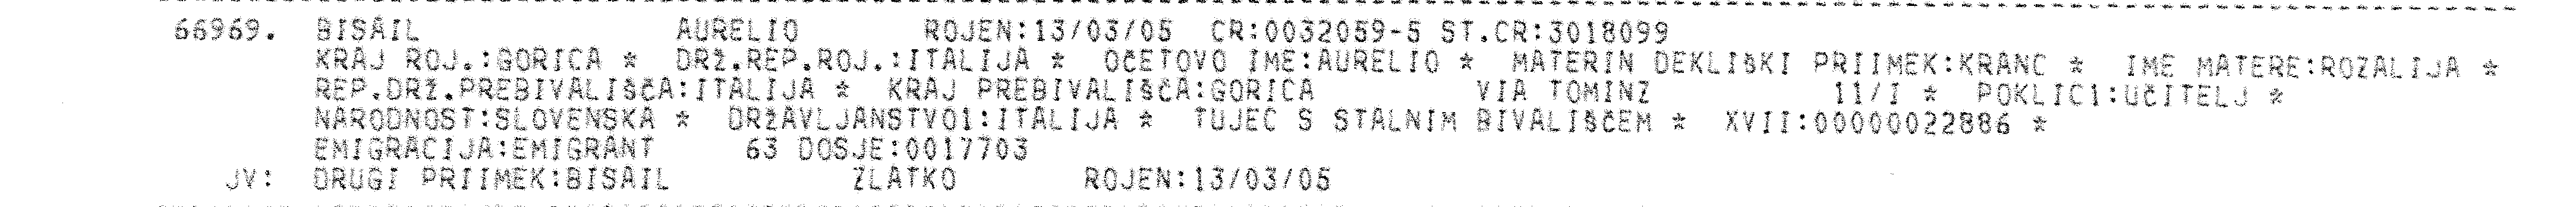 66969. BISAIL AURELIO ROJEN:13/03/05 CR:0032059-5 ST.CR:3018099
KRAJ ROJ.:GORICA * DRŽ.REP.ROJ.:ITALIJA * OČETOVO IME:AURELIO * MATERIN DEKLIŠKI PRIIMEK:KRANC * IME MATERE:ROZALIJA *
REP.DRŽ.PREBIVALIŠČA:ITALIJA * KRAJ PREBIVALIŠČA:GORICA VIA TOMINZ 11/I * POKLIC1:UČITELJ *
NARODNOST:SLOVENSKA * DRŽAVLJANSTVO1:ITALIJA * TUJEC S STALNIM BIVALIŠČEM * XVII:00000022886 *
EMIGRACIJA:EMIGRANT 63 DOSJE:0017703
JV: DRUGI PRIIMEK:BISAIL ZLATKO ROJEN:13/03/05